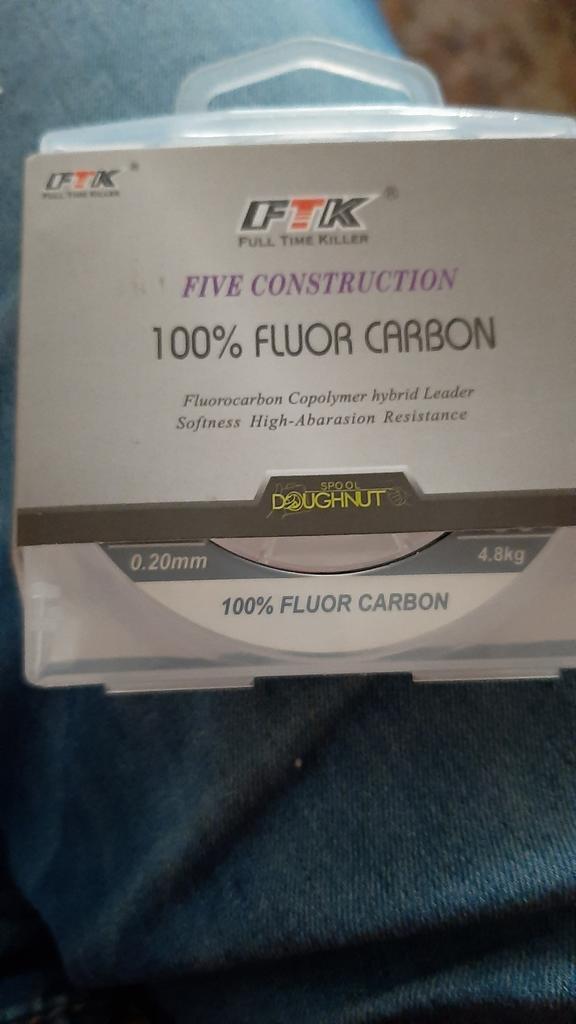 FTK®
FULL TIME KILLER
FTK®
FULL TIME KILLER
FIVE CONSTRUCTION
100% FLUOR CARBON
Fluorocarbon Copolymer hybrid Leader
Softness High-Abarasion Resistance
SPOOL
DOUGHNUT
0.20mm
4.8kg
100% FLUOR CARBON